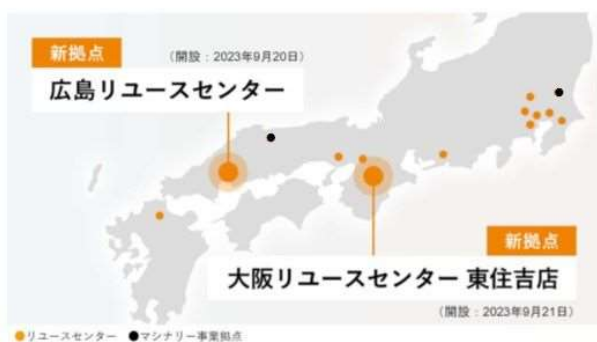 新拠点
(開設:2023年9月20日)
広島リユースセンター
新拠点
大阪リユースセンター 東住吉店
(開設:2023年9月21日)
●リユースセンター ●マシナリー事業拠点